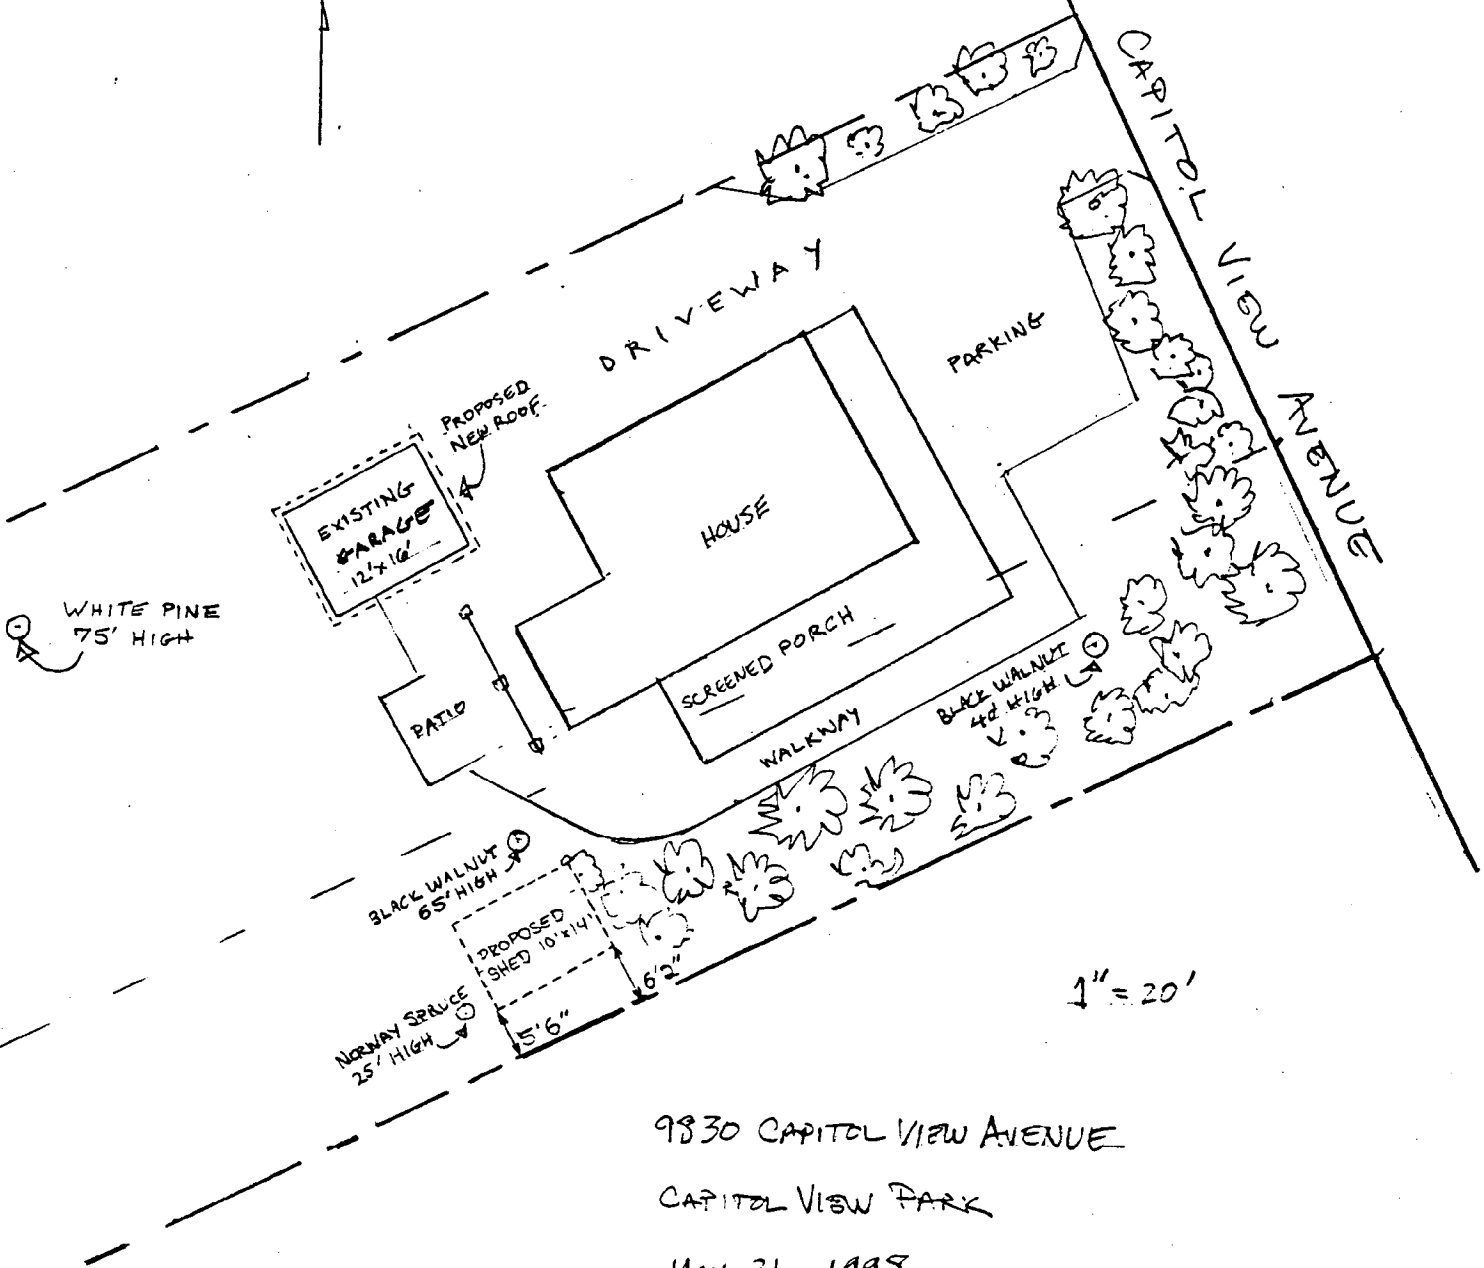 CAPITOL VIEW AVENUE
DRIVEWAY
PARKING
PROPOSED
NEW ROOF
EXISTING
GARAGE
12'x16'
HOUSE
WHITE PINE
75' HIGH
SCREENED PORCH
PATIO
BLACK WALNUT
HIGH
WALKWAY
BLACK WALNUT
65' HIGH
PROPOSED
SHED 10'x14'
6'2"
5'6"
NORWAY SPRUCE
25' HIGH
1" = 20'
9830 CAPITOL VIEW AVENUE
CAPITOL VIEW PARK
31, 1998